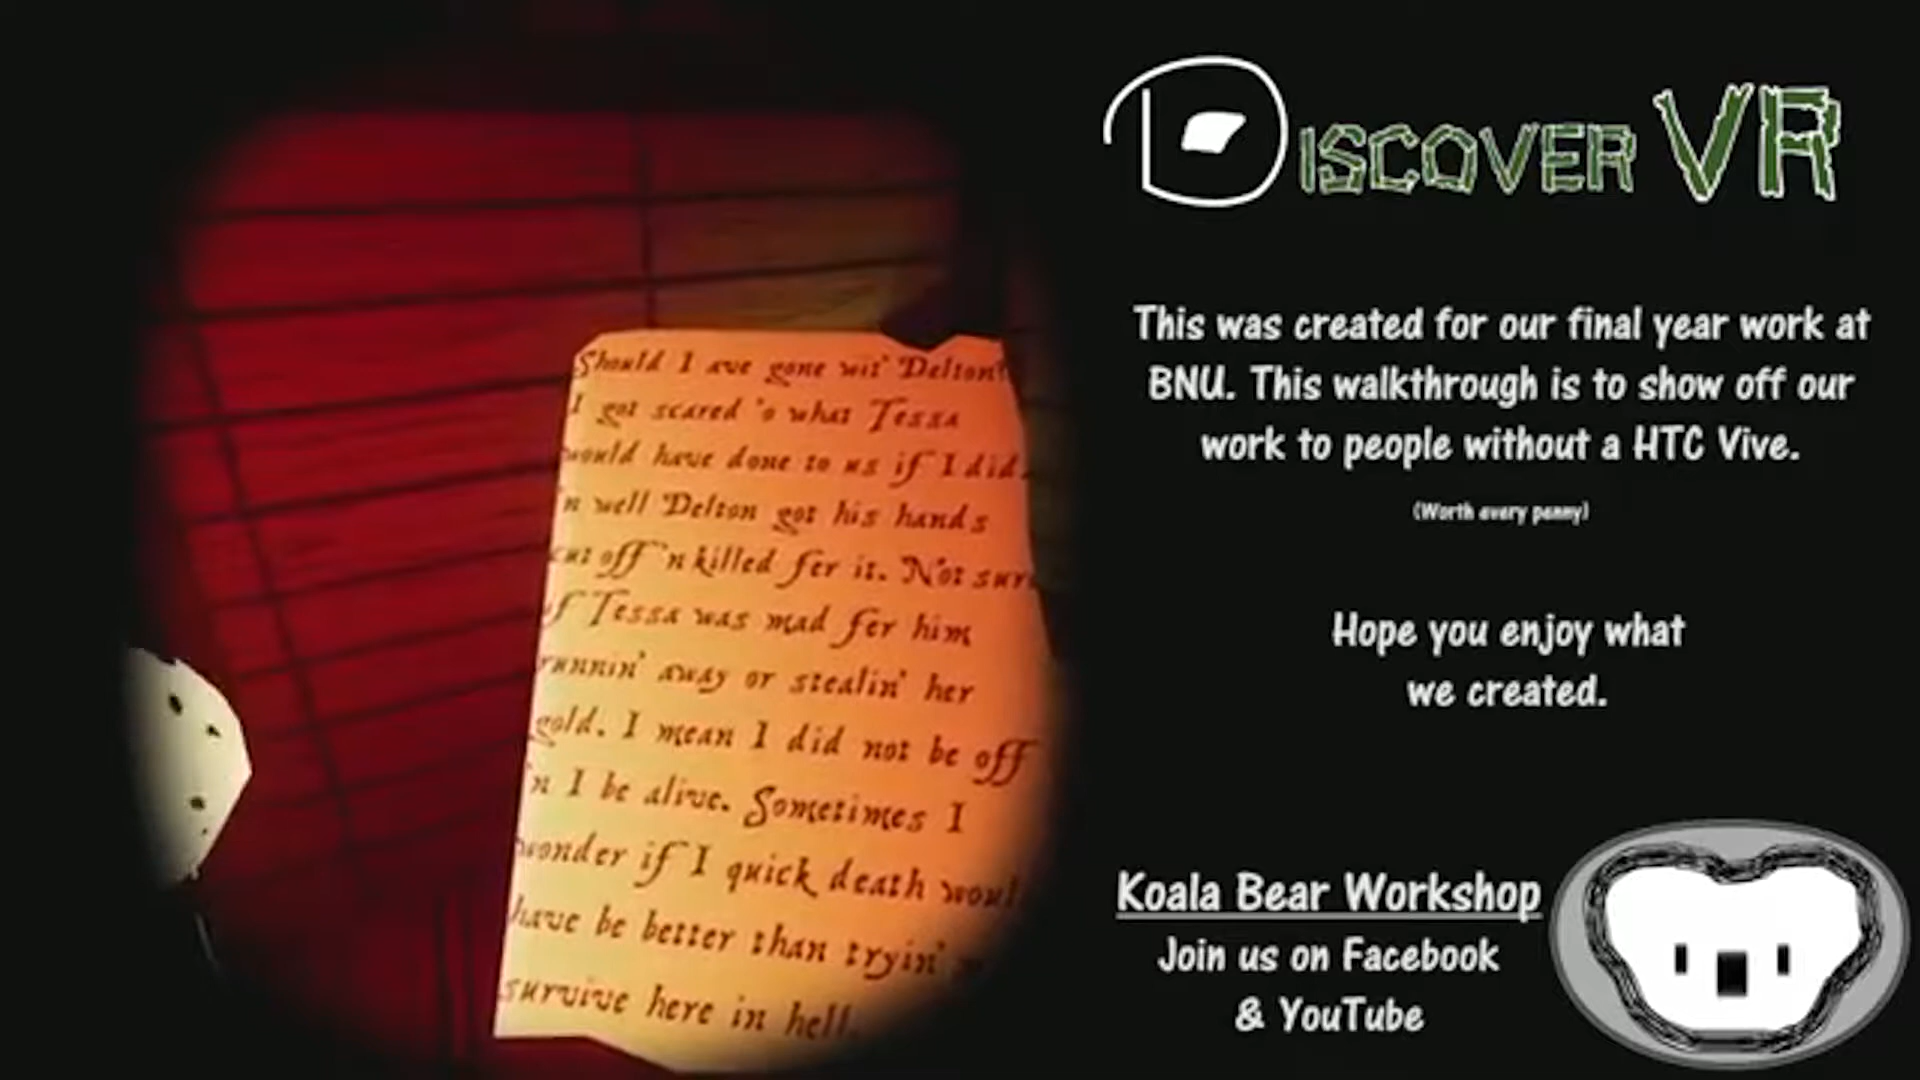 Should I ave gone wit' Delton?
I got scared 'o what Tessa
would have done to us if I did.
'n well Delton got his hands
cut off 'n killed fer it. Not sure
if Tessa was mad fer him
runnin' away or stealin' her
gold. I mean I did not be off
'n I be alive. Sometimes I
wonder if I quick death woul
have be better than tryin'
survive here in hell.
DISCOVER VR
This was created for our final year work at
BNU. This walkthrough is to show off our
work to people without a HTC Vive.
(Worth every penny)
Hope you enjoy what
we created.
Koala Bear Workshop
Join us on Facebook
& YouTube